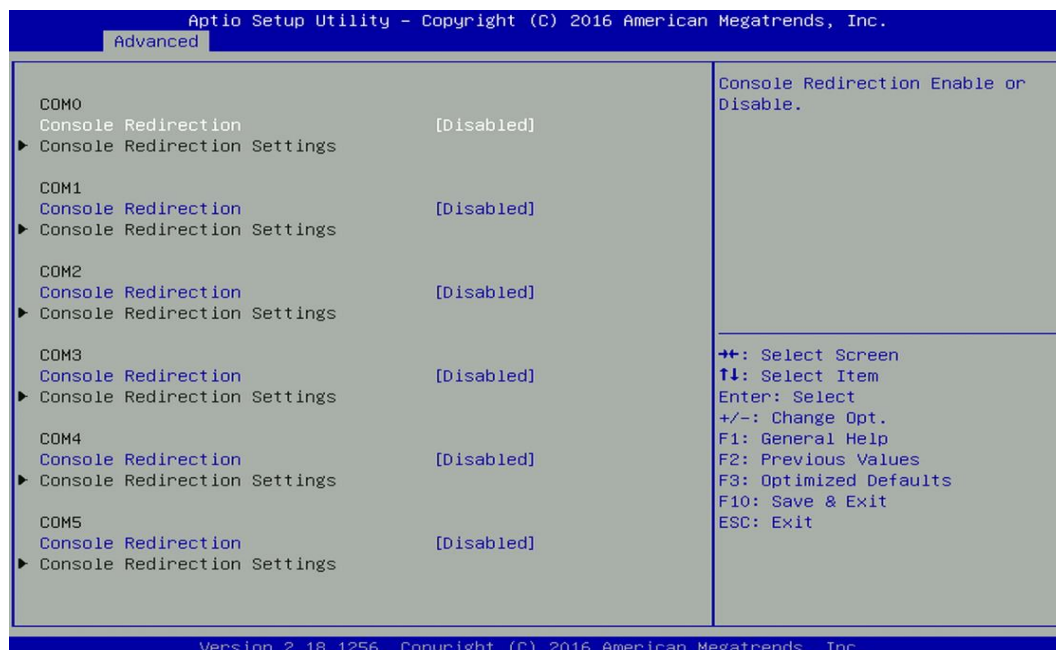 Aptio Setup Utility – Copyright (C) 2016 American Megatrends, Inc.
Advanced
COM0
Console Redirection [Disabled]
▶ Console Redirection Settings
COM1
Console Redirection [Disabled]
▶ Console Redirection Settings
COM2
Console Redirection [Disabled]
▶ Console Redirection Settings
COM3
Console Redirection [Disabled]
▶ Console Redirection Settings
COM4
Console Redirection [Disabled]
▶ Console Redirection Settings
COM5
Console Redirection [Disabled]
▶ Console Redirection Settings
Console Redirection Enable or
Disable.
→←: Select Screen
↑↓: Select Item
Enter: Select
+/-: Change Opt.
F1: General Help
F2: Previous Values
F3: Optimized Defaults
F10: Save & Exit
ESC: Exit
Version 2.18.1256. Copyright (C) 2016 American Megatrends, Inc.